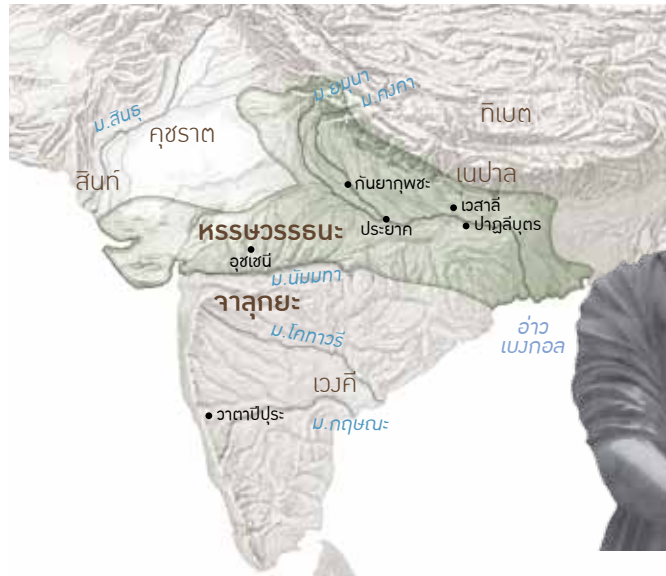 ม.ยมุนา
ม.คงคา
ม.สินธุ
ทิเบต
คุชราต
สินท์
เนปาล
กันยากุพชะ
เวสาลี
ประยาค
ปาฏลีบุตร
หรรษวรรธนะ
อุชเชนี
ม.นัมมทา
จาลุกยะ
ม.โคทาวรี
อ่าว
เบงกอล
เวงคี
วาตาปีปุระ
ม.กฤษณะ